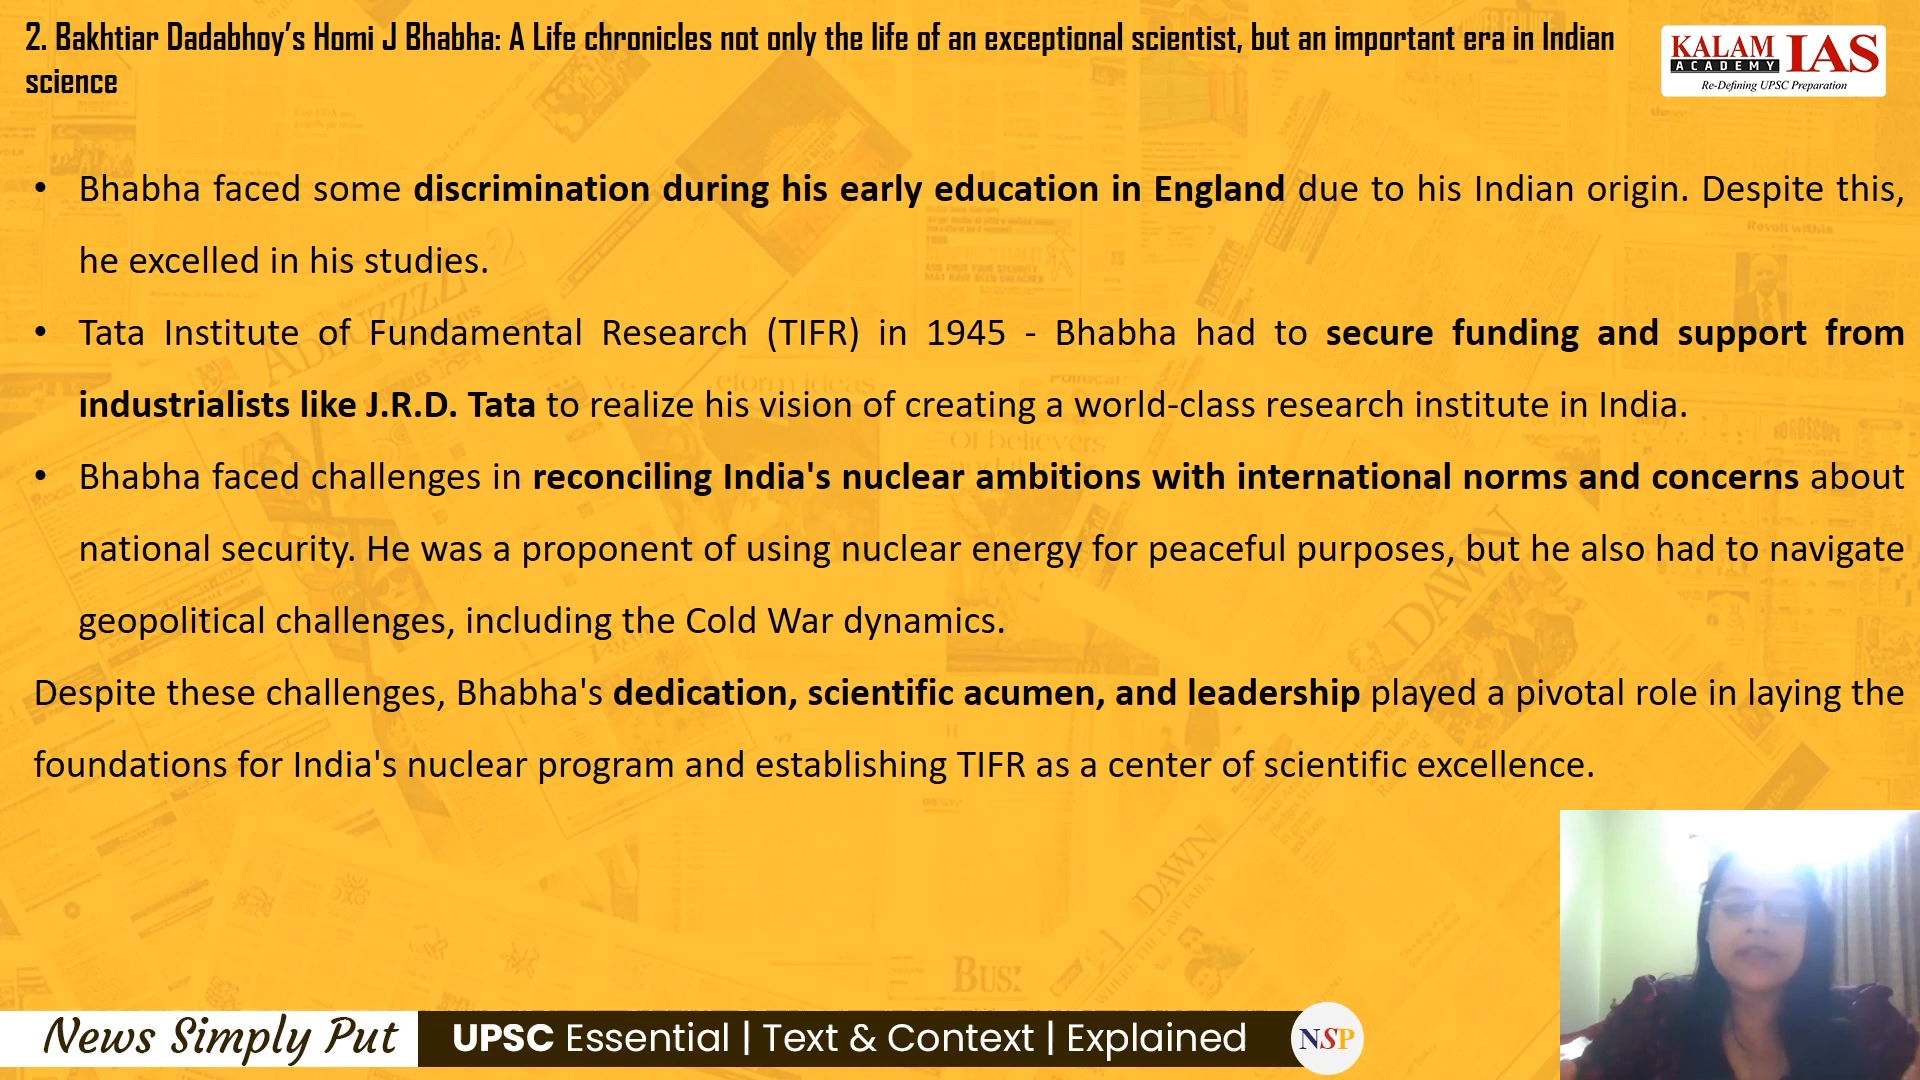 2. Bakhtiar Dadabhoy’s Homi J Bhabha: A Life chronicles not only the life of an exceptional scientist, but an important era in Indian
science
KALAM IAS
ACADEMY
Re-Defining UPSC Preparation
• Bhabha faced some discrimination during his early education in England due to his Indian origin. Despite this,
he excelled in his studies.
• Tata Institute of Fundamental Research (TIFR) in 1945 - Bhabha had to secure funding and support from
industrialists like J.R.D. Tata to realize his vision of creating a world-class research institute in India.
• Bhabha faced challenges in reconciling India's nuclear ambitions with international norms and concerns about
national security. He was a proponent of using nuclear energy for peaceful purposes, but he also had to navigate
geopolitical challenges, including the Cold War dynamics.
Despite these challenges, Bhabha's dedication, scientific acumen, and leadership played a pivotal role in laying the
foundations for India's nuclear program and establishing TIFR as a center of scientific excellence.
Revolt within
Of believers
HOROSCOPE
DAWN
DAWN
News Simply Put
UPSC Essential | Text & Context | Explained
NSP